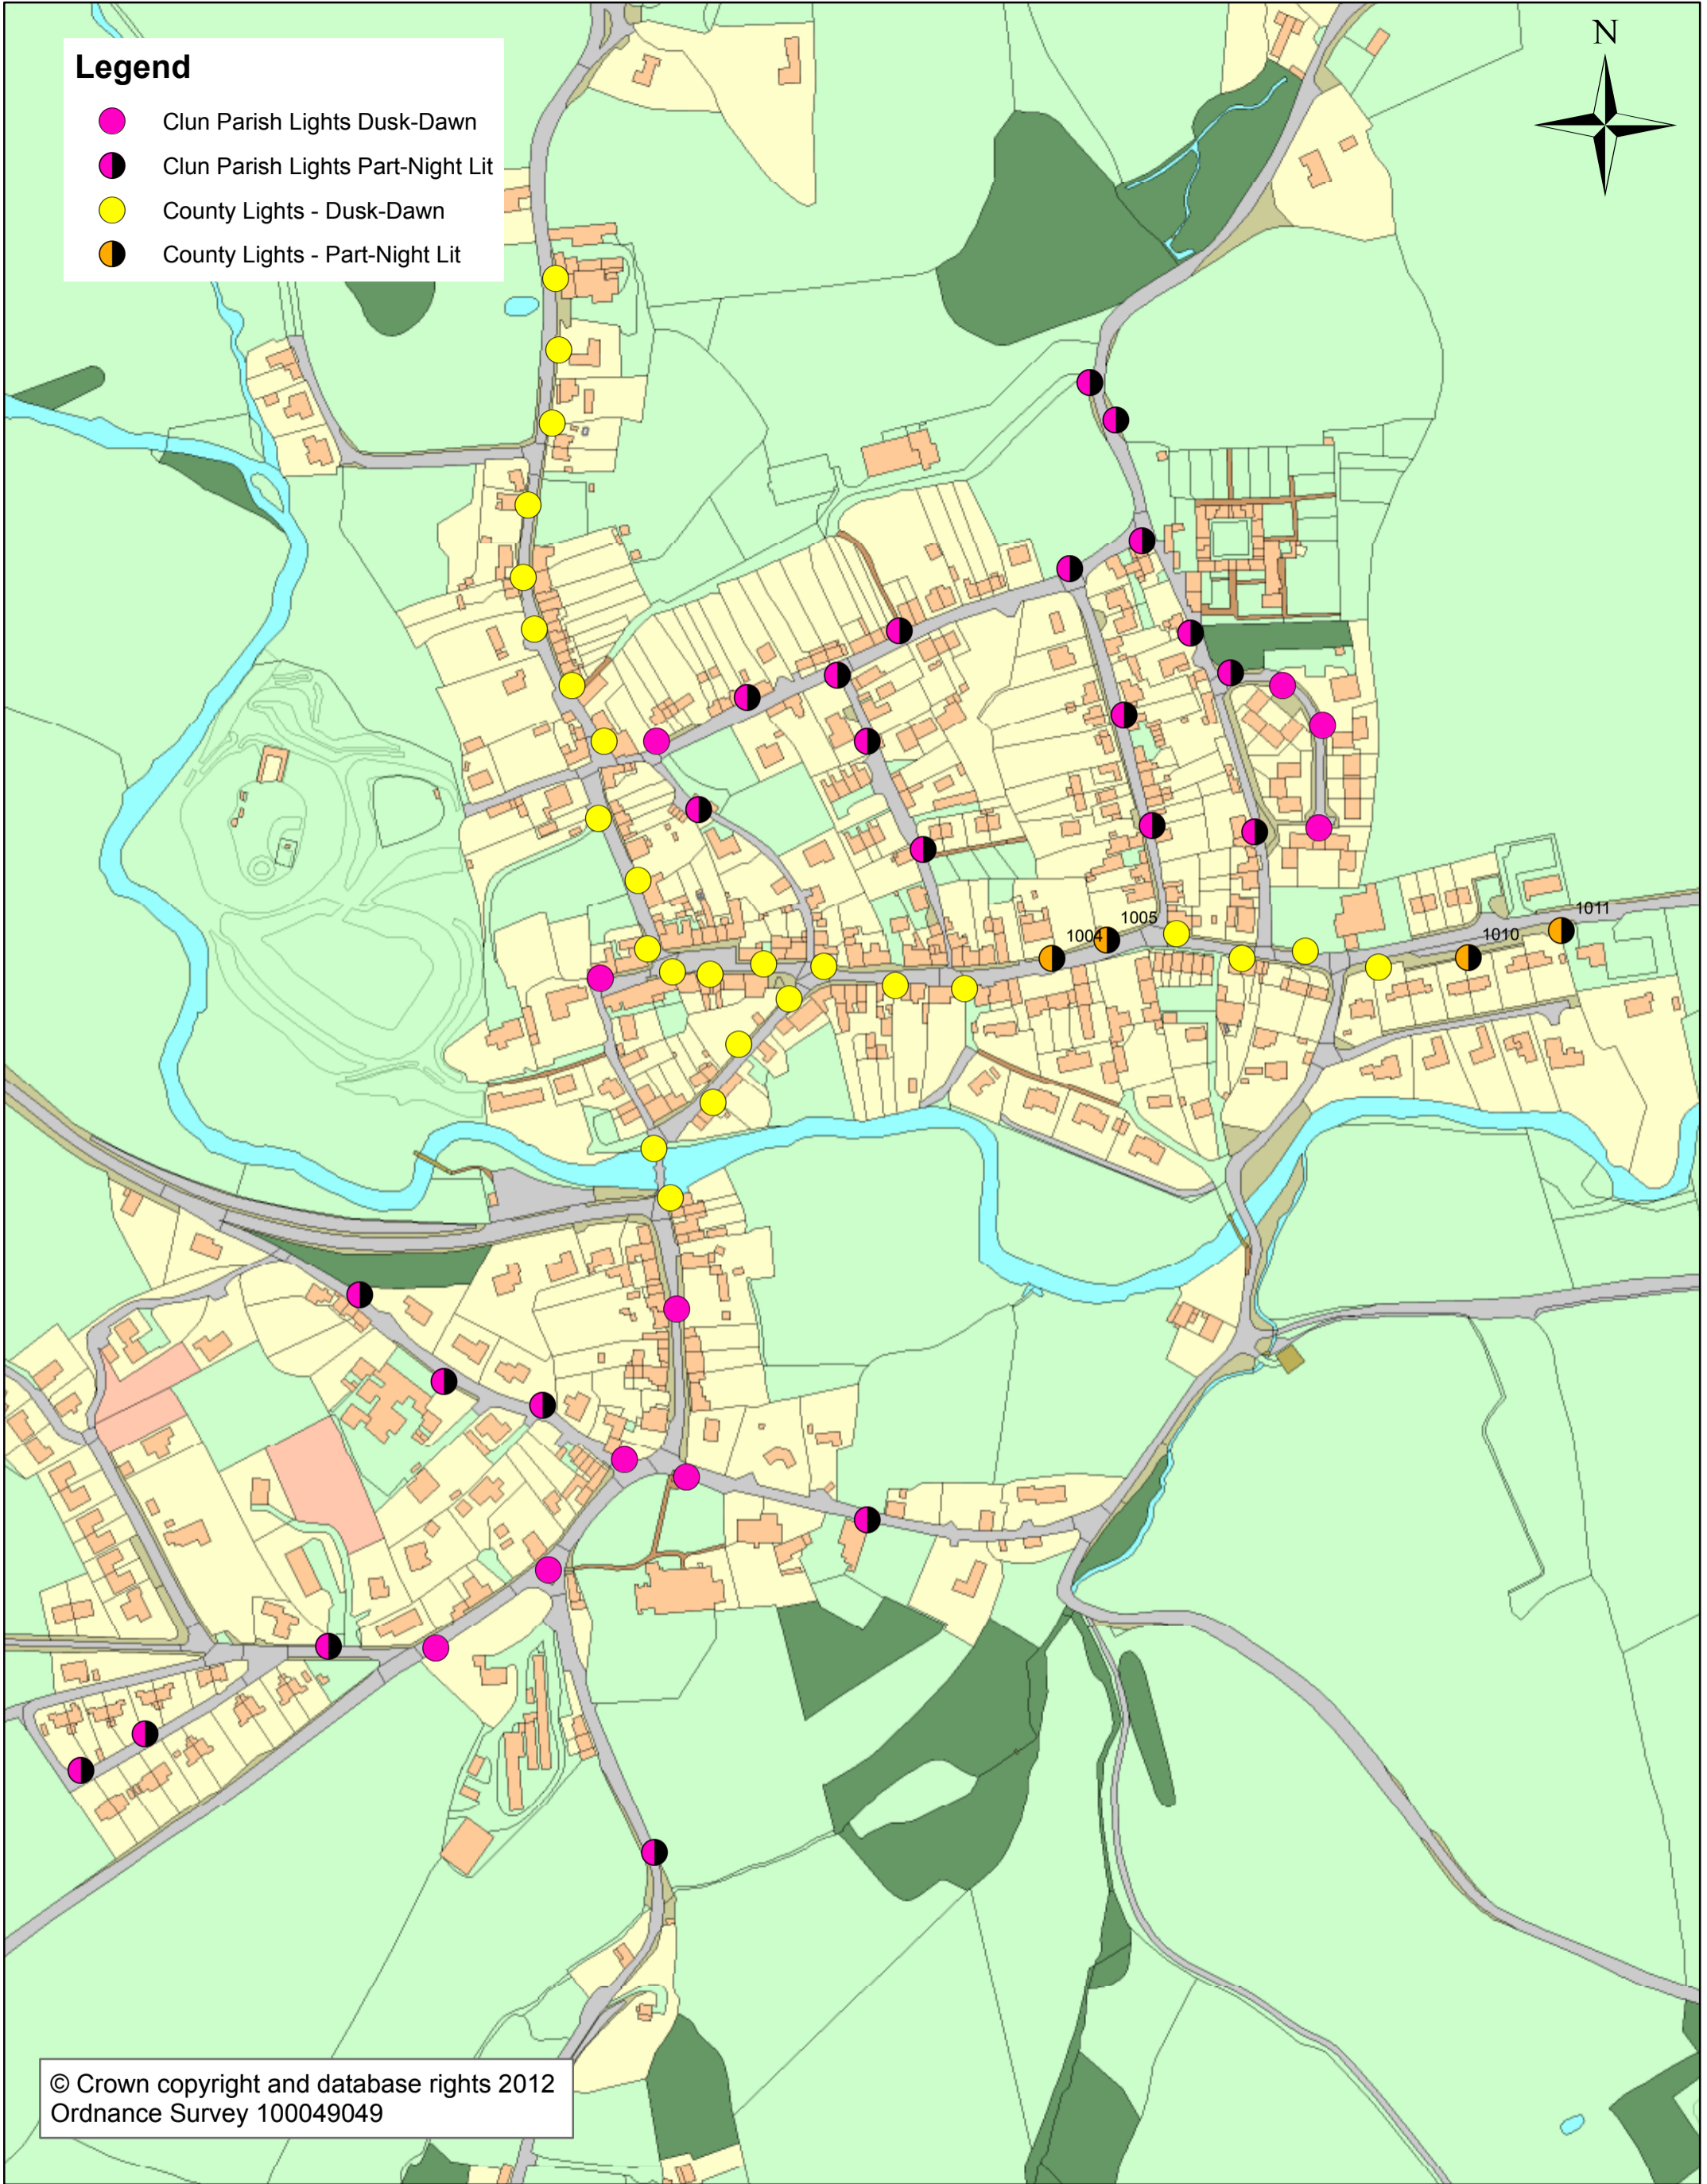 Legend
N
Clun Parish Lights Dusk-Dawn
Clun Parish Lights Part-Night Lit
County Lights - Dusk-Dawn
County Lights - Part-Night Lit
1011
1005
1004
1010
© Crown copyright and database rights 2012
Ordnance Survey 100049049